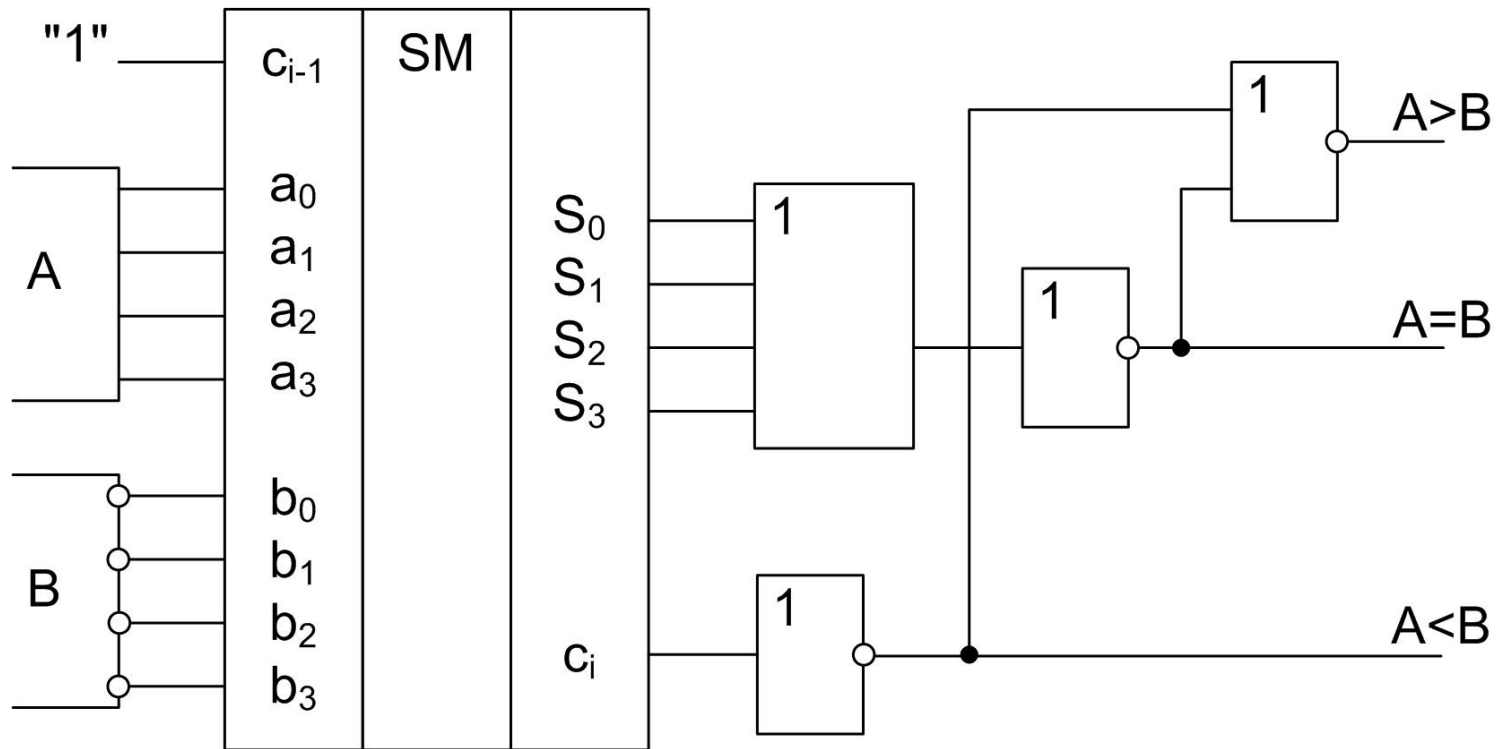 "1"
cᵢ₋₁
SM
A
a₀
a₁
a₂
a₃
B
b₀
b₁
b₂
b₃
S₀
S₁
S₂
S₃
cᵢ
1
1
1
1
A>B
A=B
A<B